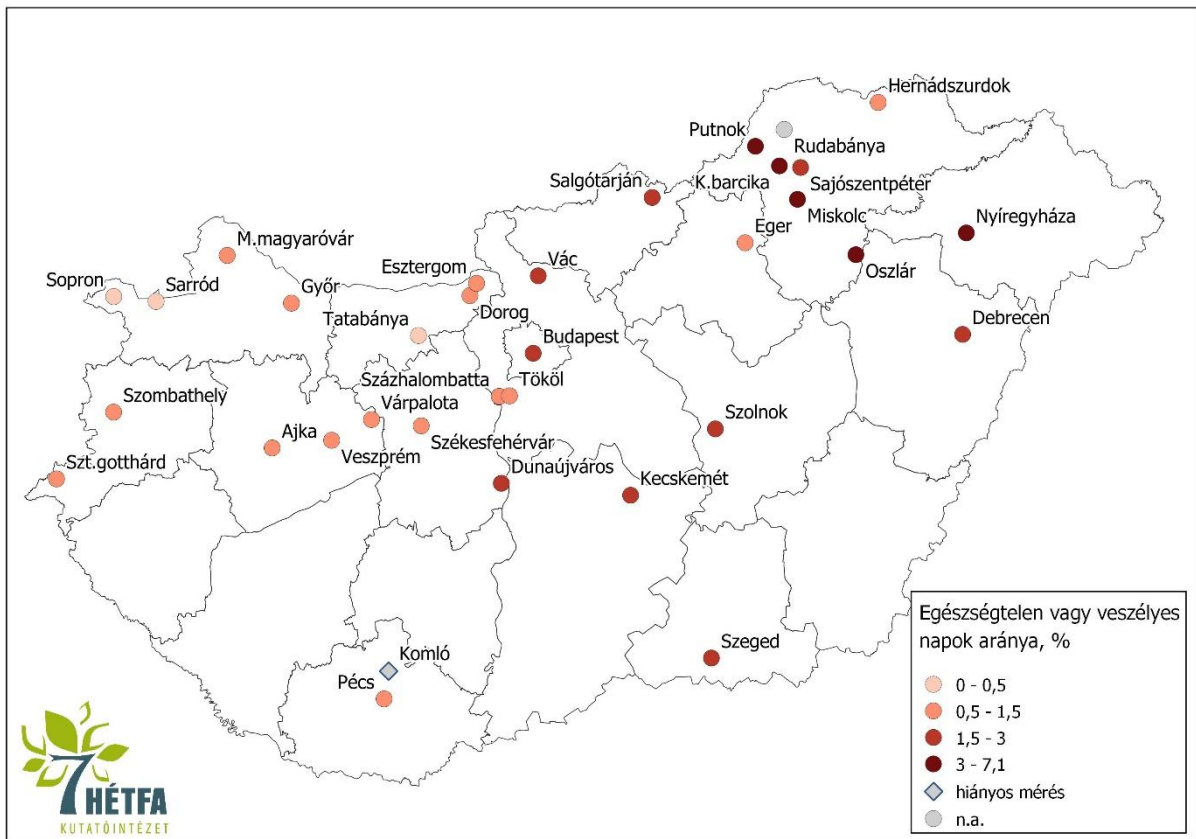 Hernádszurdok
Putnok
Rudabánya
K.barcika
Sajószentpéter
Salgótarján
Miskolc
Nyíregyháza
Eger
M.magyaróvár
Oszlár
Vác
Esztergom
Sopron
Sarród
Győr
Dorog
Tatabánya
Debrecen
Budapest
Százhalombatta
Tököl
Szombathely
Várpalota
Szolnok
Ajka
Veszprém
Székesfehérvár
Szt.gotthárd
Dunaújváros
Kecskemét
Szeged
Komló
Pécs
Egészségtelen vagy veszélyes
napok aránya, %
0 - 0,5
0,5 - 1,5
1,5 - 3
3 - 7,1
hiányos mérés
n.a.
7
HÉTFA
KUTATÓINTÉZET